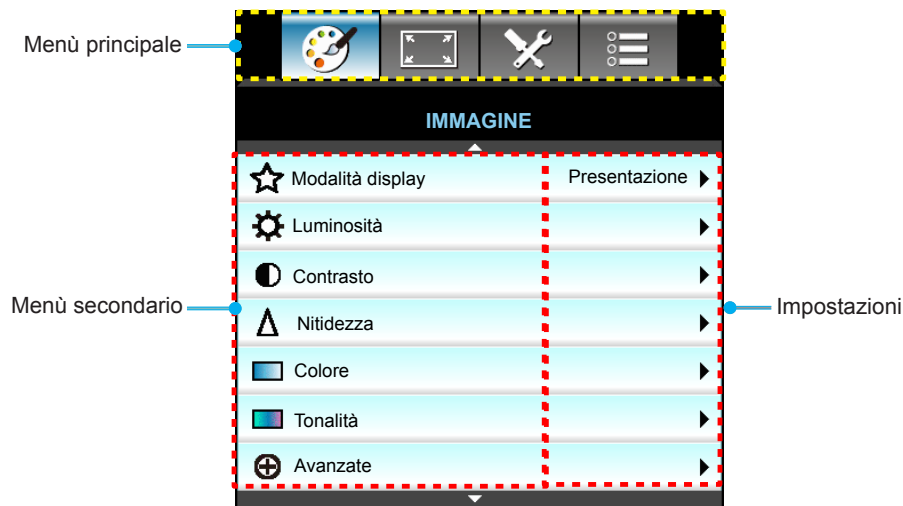 Menù principale
IMMAGINE
Modalità display Presentazione
Luminosità
Contrasto
Menù secondario
Impostazioni
Nitidezza
Colore
Tonalità
Avanzate